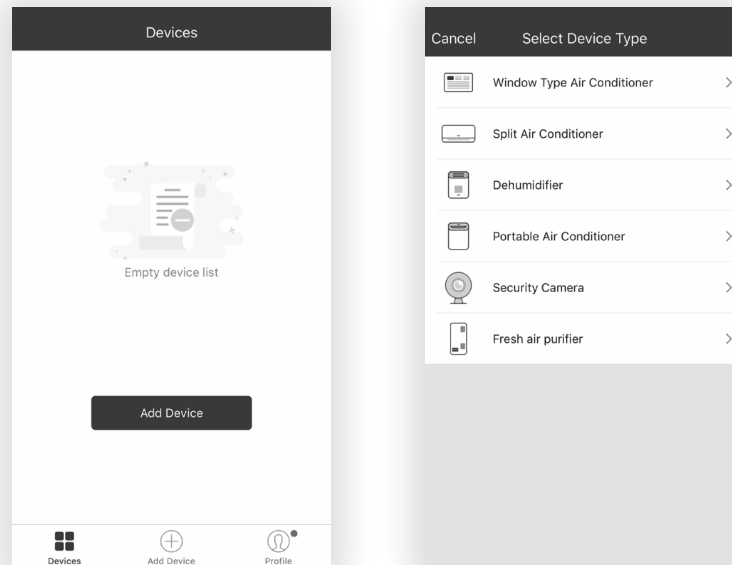 Devices
Empty device list
Add Device
Devices
Add Device
Profile
Cancel
Select Device Type
Window Type Air Conditioner
Split Air Conditioner
Dehumidifier
Portable Air Conditioner
Security Camera
Fresh air purifier